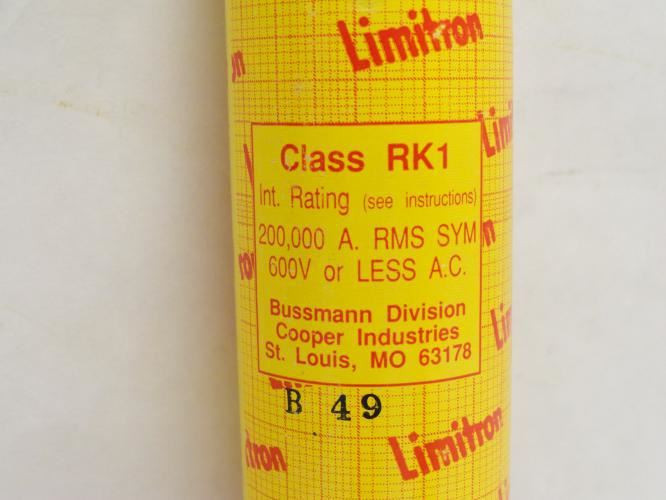 Limitron
Class RK1
Int. Rating (see instructions)
200,000 A. RMS SYM
600V or LESS A.C.
Bussmann Division
Cooper Industries
St. Louis, MO 63178
B 49
Limitron